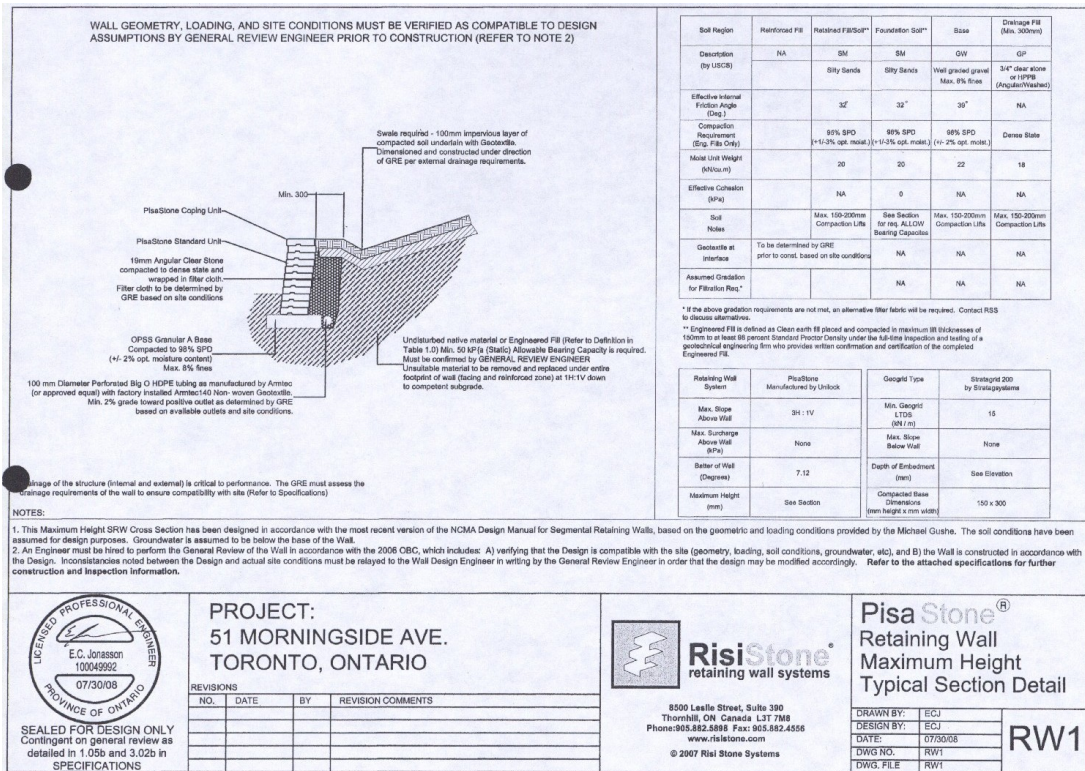 WALL GEOMETRY, LOADING, AND SITE CONDITIONS MUST BE VERIFIED AS COMPATIBLE TO DESIGN
ASSUMPTIONS BY GENERAL REVIEW ENGINEER PRIOR TO CONSTRUCTION (REFER TO NOTE 2)
Swale required - 100mm impervious layer of
compacted soil underlain with Geotextile.
Dimensioned and constructed under direction
of GRE per external drainage requirements.
Min. 300
PisaStone Coping Unit
PisaStone Standard Unit
19mm Angular Clear Stone
compacted to dense state and
wrapped in filter cloth.
Filter cloth to be determined by
GRE based on site conditions
OPSS Granular A Base
Compacted to 98% SPD
(+/- 2% opt. moisture content)
Max. 8% fines
100 mm Diameter Perforated Big O HDPE tubing as manufactured by Armtec
(or approved equal) with factory installed Armtec140 Non- woven Geotextile.
Min. 2% grade toward positive outlet as determined by GRE
based on available outlets and site conditions.
Undisturbed native material or Engineered Fill (Refer to Definition in
Table 1.0) Min. 50 kP(a (Static) Allowable Bearing Capacity is required.
Must be confirmed by GENERAL REVIEW ENGINEER
Unsuitable material to be removed and replaced under entire
footprint of wall (facing and reinforced zone) at 1H:1V down
to competent subgrade.
ainage of the structure (internal and external) is critical to performance. The GRE must assess the
drainage requirements of the wall to ensure compatibility with site (Refer to Specifications)
Soil Region Reinforced Fill Retained Fill/Soil** Foundation Soil** Base Drainage Fill (Min. 300mm)
Description (by USCS) NA SM SM GW GP
Silty Sands Silty Sands Well graded gravel Max. 8% fines 3/4" clear stone or HPPB (Angular/Washed)
Effective Internal Friction Angle (Deg.) 32° 32° 39° NA
Compaction Requirement (Eng. Fills Only) 95% SPD (+1/-3% opt. moist.) 98% SPD (+1/-3% opt. moist.) 98% SPD (+/- 2% opt. moist.) Dense State
Moist Unit Weight (kN/cu.m) 20 20 22 18
Effective Cohesion (kPa) NA 0 NA NA
Soil Notes Max. 150-200mm Compaction Lifts See Section for req. ALLOW Bearing Capacites Max. 150-200mm Compaction Lifts Max. 150-200mm Compaction Lifts
Geotextile at Interface To be determined by GRE prior to const. based on site conditions NA NA NA
Assumed Gradation for Filtration Req.* NA NA NA
* If the above gradation requirements are not met, an alternative filter fabric will be required. Contact RSS
to discuss alternatives.
** Engineered Fill is defined as Clean earth fill placed and compacted in maximum lift thicknesses of
150mm to at least 98 percent Standard Proctor Density under the full-time inspection and testing of a
geotechnical engineering firm who provides written confirmation and certification of the completed
Engineered Fill.
Retaining Wall System PisaStone Manufactured by Unilock Geogrid Type Stratagrid 200 by Stratagsystems
Max. Slope Above Wall 3H : 1V Min. Geogrid LTDS (kN / m) 15
Max. Surcharge Above Wall (kPa) None Max. Slope Below Wall None
Batter of Wall (Degrees) 7.12 Depth of Embedment (mm) See Elevation
Maximum Height (mm) See Section Compacted Base Dimensions (mm height x mm width) 150 x 300
NOTES:
1. This Maximum Height SRW Cross Section has been designed in accordance with the most recent version of the NCMA Design Manual for Segmental Retaining Walls, based on the geometric and loading conditions provided by the Michael Gushe. The soil conditions have been
assumed for design purposes. Groundwater is assumed to be below the base of the Wall.
2. An Engineer must be hired to perform the General Review of the Wall in accordance with the 2006 OBC, which includes: A) verifying that the Design is compatible with the site (geometry, loading, soil conditions, groundwater, etc), and B) the Wall is constructed in accordance with
the Design. Inconsistancies noted between the Design and actual site conditions must be relayed to the Wall Design Engineer in writing by the General Review Engineer in order that the design may be modified accordingly. Refer to the attached specifications for further
construction and inspection information.
LICENSED PROFESSIONAL ENGINEER
E.C. Jonasson
100049992
07/30/08
PROVINCE OF ONTARIO
SEALED FOR DESIGN ONLY
Contingent on general review as
detailed in 1.05b and 3.02b in
SPECIFICATIONS
PROJECT:
51 MORNINGSIDE AVE.
TORONTO, ONTARIO
REVISIONS
NO. DATE BY REVISION COMMENTS
RisiStone®
retaining wall systems
8500 Leslie Street, Suite 390
Thornhill, ON Canada L3T 7M8
Phone:905.882.5898 Fax: 905.882.4556
www.risistone.com
© 2007 Risi Stone Systems
Pisa Stone®
Retaining Wall
Maximum Height
Typical Section Detail
DRAWN BY: ECJ
DESIGN BY: ECJ
DATE: 07/30/08
DWG NO. RW1
DWG. FILE RW1
RW1